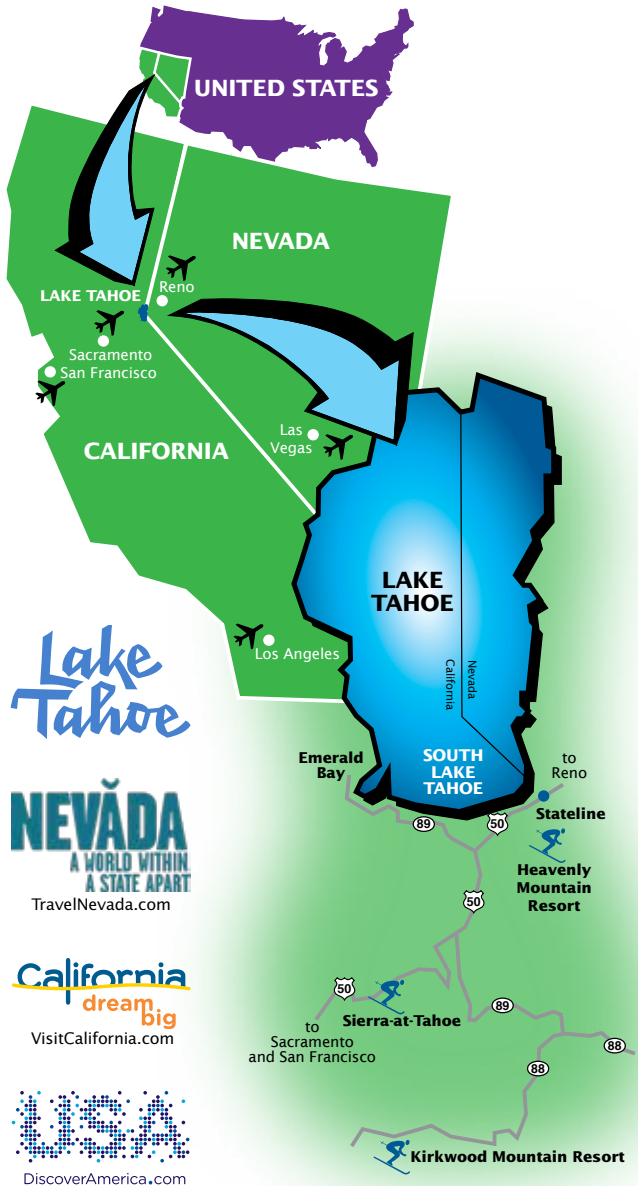 UNITED STATES
NEVADA
Reno
LAKE TAHOE
Sacramento
San Francisco
Las
Vegas
CALIFORNIA
LAKE
TAHOE
Los Angeles
Nevada
California
Lake
Tahoe
Emerald
Bay
SOUTH
LAKE
TAHOE
to
Reno
89
50
Stateline
NEVĂDA
A WORLD WITHIN
A STATE APART
TravelNevada.com
Heavenly
Mountain
Resort
50
California
dream
big
VisitCalifornia.com
50
Sierra-at-Tahoe
89
to
Sacramento
and San Francisco
88
88
USA
DiscoverAmerica.com
Kirkwood Mountain Resort